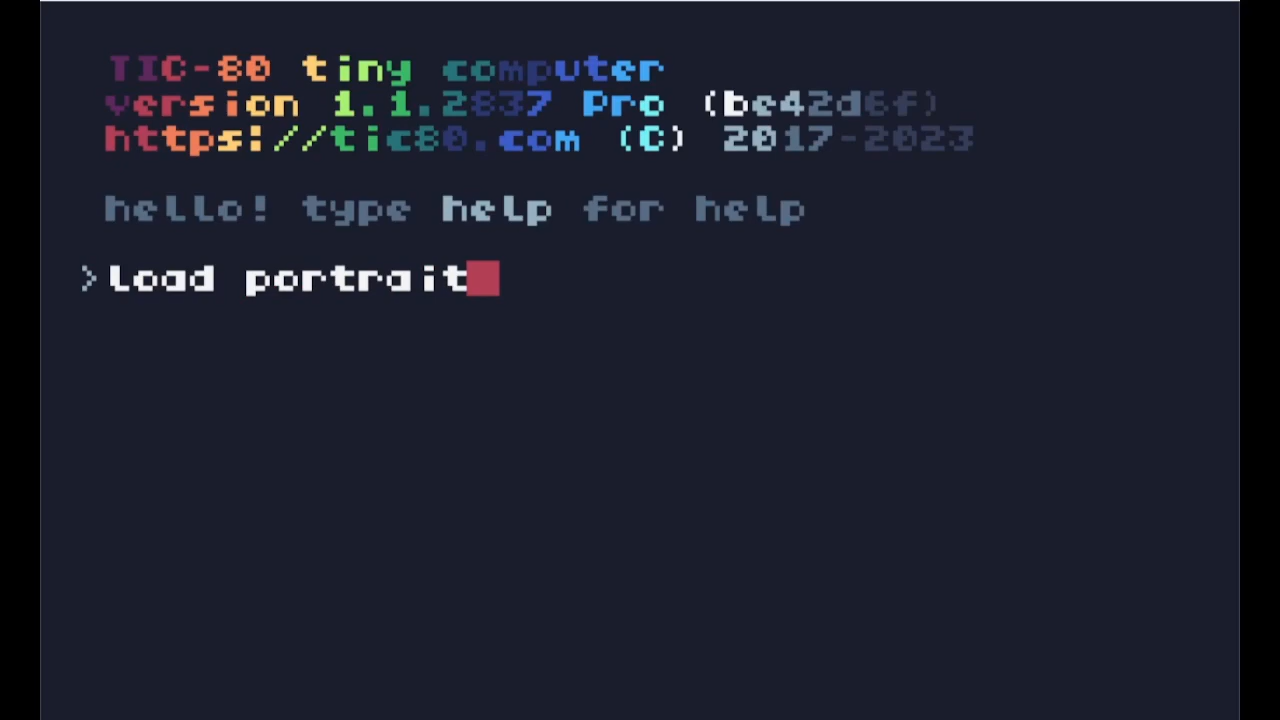 TIC-80 tiny computer
version 1.1.2837 Pro (be42d6f)
https://tic80.com (C) 2017-2023
hello! type help for help
>load portrait